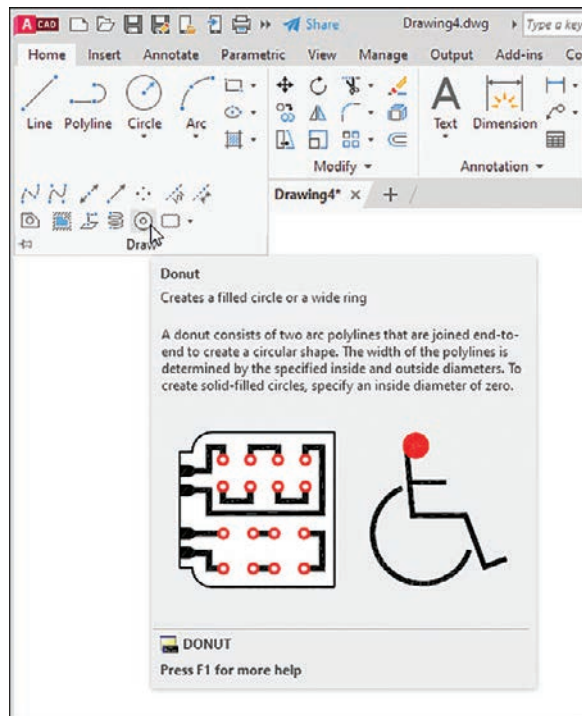 A CAD Share Drawing4.dwg Type a key
Home Insert Annotate Parametric View Manage Output Add-ins Co
Line Polyline Circle Arc Text Dimension
Modify Annotation
Drawing4*
Draw
Donut
Creates a filled circle or a wide ring
A donut consists of two arc polylines that are joined end-to-
end to create a circular shape. The width of the polylines is
determined by the specified inside and outside diameters. To
create solid-filled circles, specify an inside diameter of zero.
DONUT
Press F1 for more help